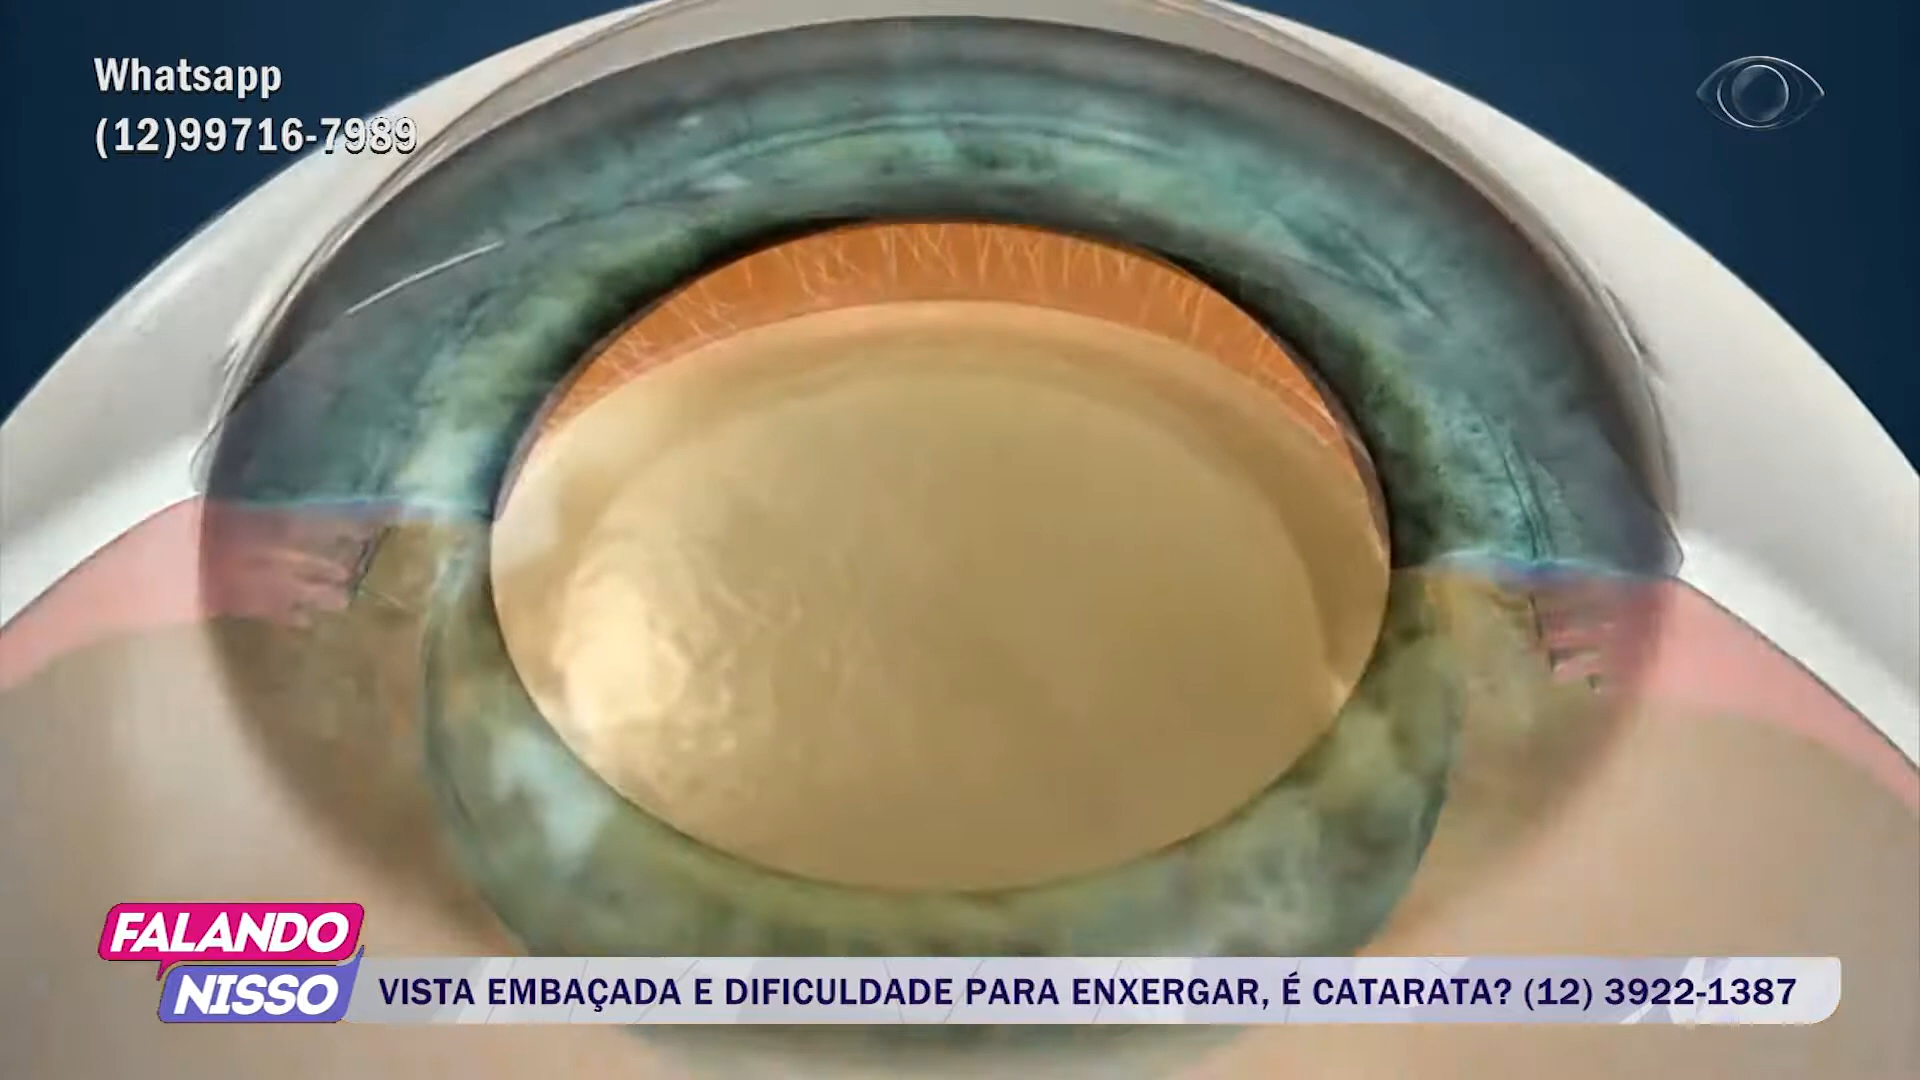 Whatsapp
(12)99716-7989
FALANDO
NISSO
VISTA EMBAÇADA E DIFICULDADE PARA ENXERGAR, É CATARATA? (12) 3922-1387